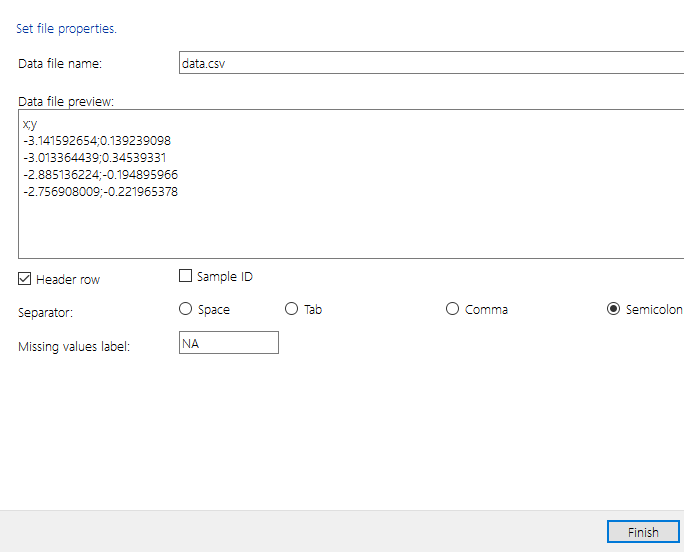 Set file properties.
Data file name: data.csv
Data file preview:
x;y
-3.141592654;0.139239098
-3.013364439;0.34539331
-2.885136224;-0.194895966
-2.756908009;-0.221965378
Header row Sample ID
Separator: Space Tab Comma Semicolon
Missing values label: NA
Finish